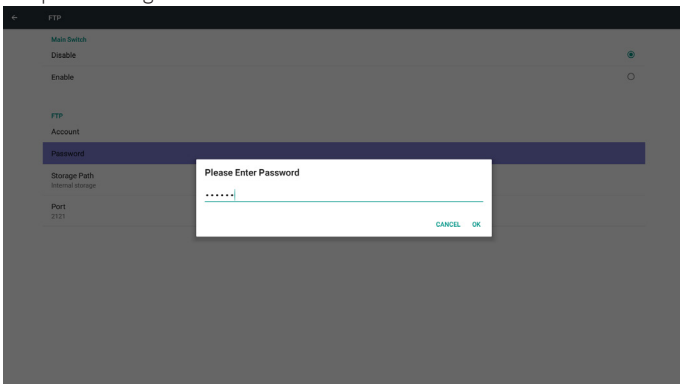 FTP
Main Switch
Disable
Enable
FTP
Account
Password
Storage Path
Internal storage
Port
2121
Please Enter Password
••••••
CANCEL OK